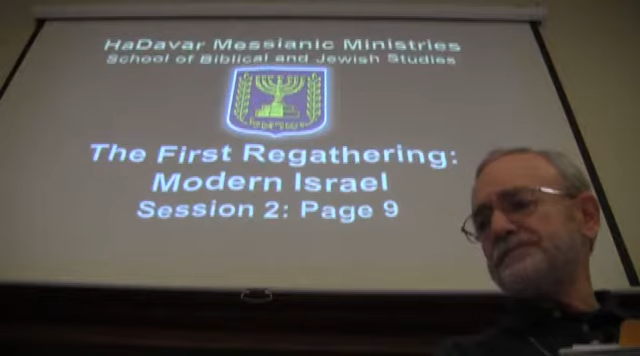 HaDavar Messianic Ministries
School of Biblical and Jewish Studies
The First Regathering:
Modern Israel
Session 2: Page 9